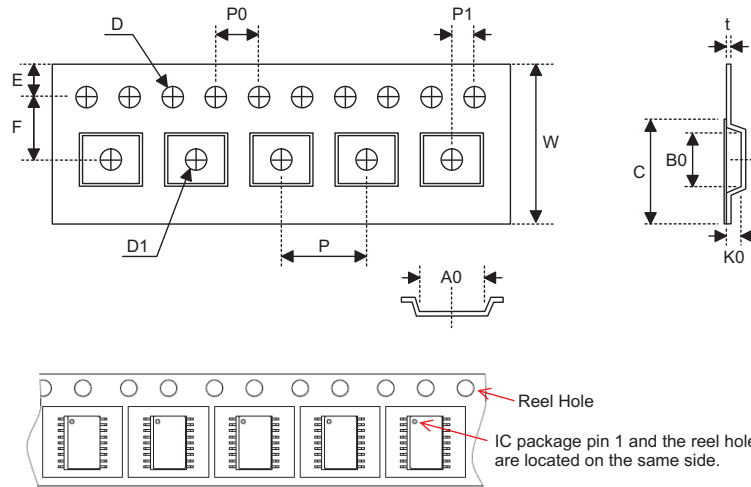 D
P0
P1
t
E
F
W
C
B0
D1
P
K0
A0
Reel Hole
IC package pin 1 and the reel hole
are located on the same side.